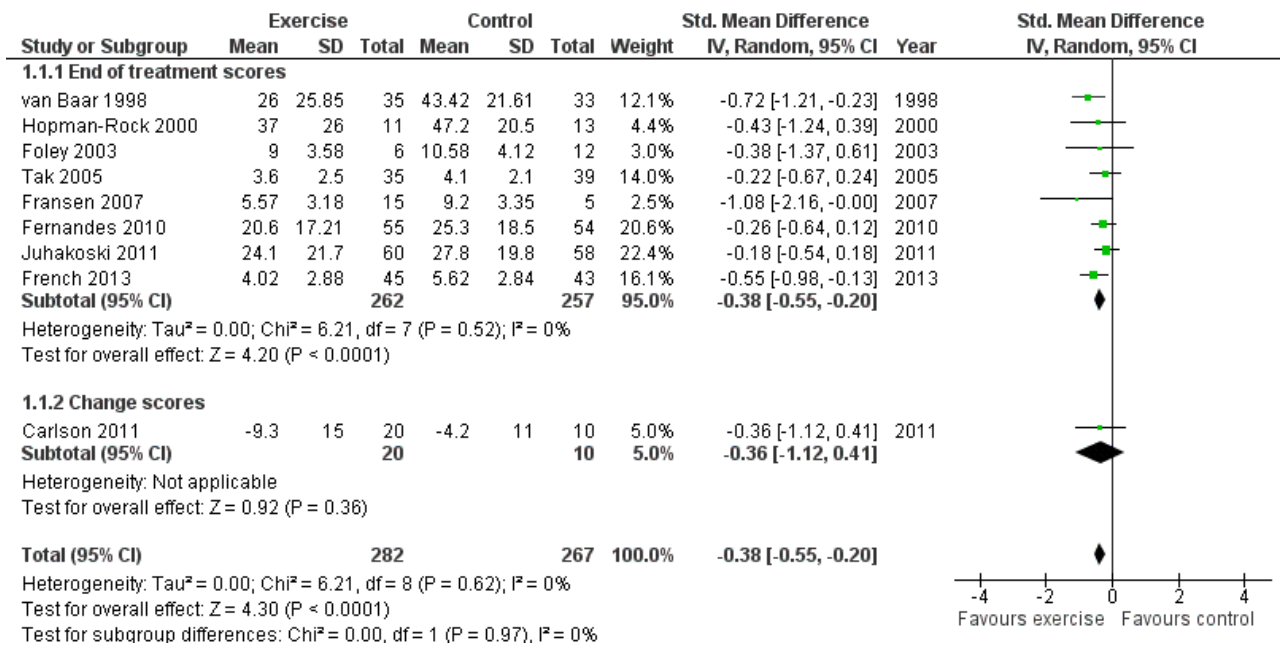 Exercise Control Std. Mean Difference Std. Mean Difference
Study or Subgroup Mean SD Total Mean SD Total Weight IV, Random, 95% CI Year IV, Random, 95% CI
1.1.1 End of treatment scores
van Baar 1998 26 25.85 35 43.42 21.61 33 12.1% -0.72 [-1.21, -0.23] 1998
Hopman-Rock 2000 37 26 11 47.2 20.5 13 4.4% -0.43 [-1.24, 0.39] 2000
Foley 2003 9 3.58 6 10.58 4.12 12 3.0% -0.38 [-1.37, 0.61] 2003
Tak 2005 3.6 2.5 35 4.1 2.1 39 14.0% -0.22 [-0.67, 0.24] 2005
Fransen 2007 5.57 3.18 15 9.2 3.35 5 2.5% -1.08 [-2.16, -0.00] 2007
Fernandes 2010 20.6 17.21 55 25.3 18.5 54 20.6% -0.26 [-0.64, 0.12] 2010
Juhakoski 2011 24.1 21.7 60 27.8 19.8 58 22.4% -0.18 [-0.54, 0.18] 2011
French 2013 4.02 2.88 45 5.62 2.84 43 16.1% -0.55 [-0.98, -0.13] 2013
Subtotal (95% CI) 262 257 95.0% -0.38 [-0.55, -0.20]
Heterogeneity: Tau² = 0.00; Chi² = 6.21, df = 7 (P = 0.52); I² = 0%
Test for overall effect: Z = 4.20 (P < 0.0001)
1.1.2 Change scores
Carlson 2011 -9.3 15 20 -4.2 11 10 5.0% -0.36 [-1.12, 0.41] 2011
Subtotal (95% CI) 20 10 5.0% -0.36 [-1.12, 0.41]
Heterogeneity: Not applicable
Test for overall effect: Z = 0.92 (P = 0.36)
Total (95% CI) 282 267 100.0% -0.38 [-0.55, -0.20]
Heterogeneity: Tau² = 0.00; Chi² = 6.21, df = 8 (P = 0.62); I² = 0%
Test for overall effect: Z = 4.30 (P < 0.0001)
Test for subgroup differences: Chi² = 0.00, df = 1 (P = 0.97), I² = 0%
-4 -2 0 2 4
Favours exercise Favours control